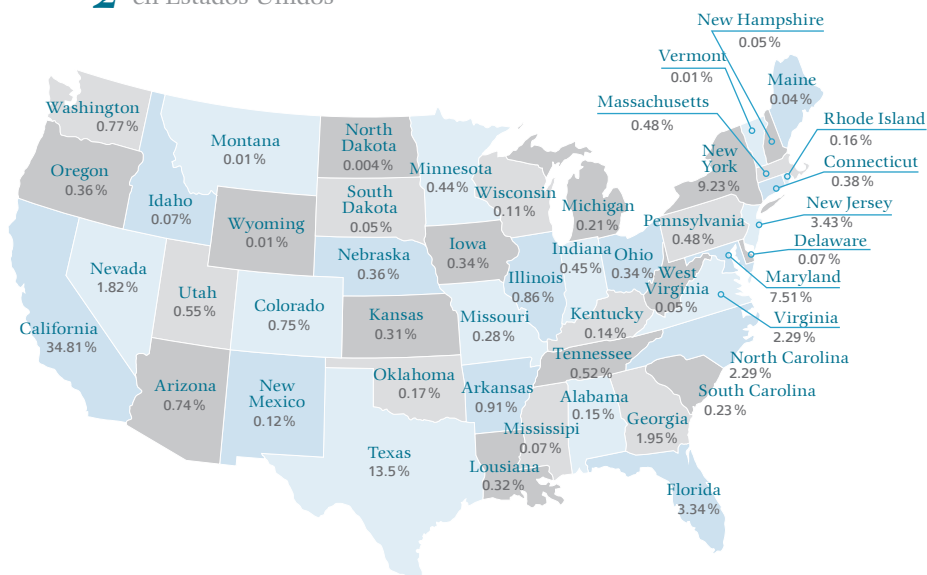 2 en Estados Unidos
New Hampshire
0.05%
Vermont
0.01%
Maine
0.04%
Massachusetts
0.48%
Rhode Island
0.16%
Connecticut
0.38%
New Jersey
3.43%
Delaware
0.07%
Maryland
7.51%
Virginia
2.29%
North Carolina
2.29%
South Carolina
0.23%
Washington
0.77%
Oregon
0.36%
California
34.81%
Nevada
1.82%
Idaho
0.07%
Montana
0.01%
Wyoming
0.01%
Utah
0.55%
Arizona
0.74%
Colorado
0.75%
New
Mexico
0.12%
North
Dakota
0.004%
South
Dakota
0.05%
Nebraska
0.36%
Kansas
0.31%
Oklahoma
0.17%
Texas
13.5%
Minnesota
0.44%
Iowa
0.34%
Missouri
0.28%
Arkansas
0.91%
Lousiana
0.32%
Wisconsin
0.11%
Illinois
0.86%
Michigan
0.21%
Indiana
0.45%
Ohio
0.34%
Kentucky
0.14%
Tennessee
0.52%
Mississipi
0.07%
Alabama
0.15%
Georgia
1.95%
Florida
3.34%
West
Virginia
0.05%
Pennsylvania
0.48%
New
York
9.23%